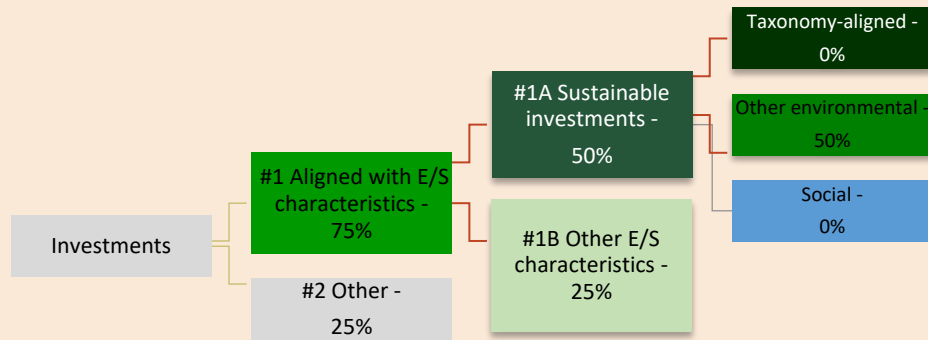 Investments
#1 Aligned with E/S
characteristics -
75%
#2 Other -
25%
#1A Sustainable
investments -
50%
#1B Other E/S
characteristics -
25%
Taxonomy-aligned -
0%
Other environmental -
50%
Social -
0%